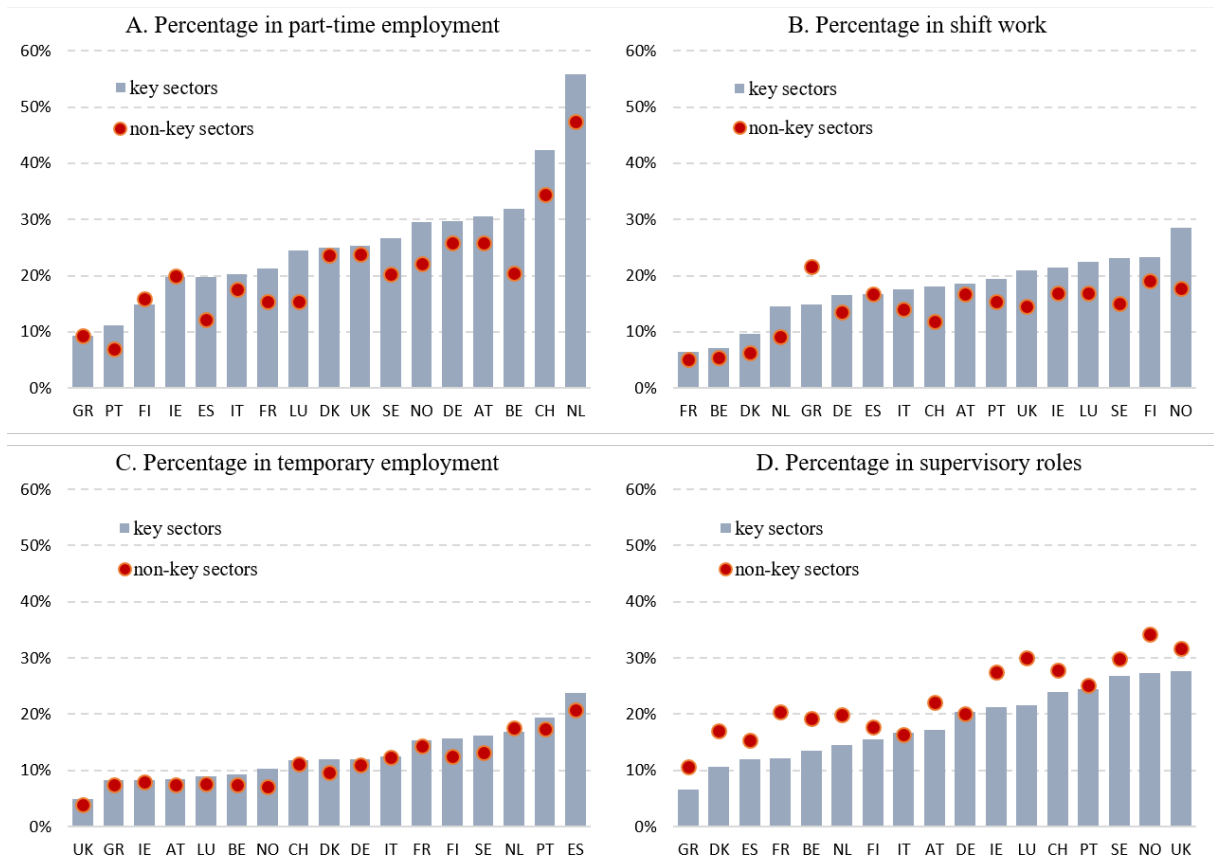 A. Percentage in part-time employment
60%
50%
40%
30%
20%
10%
0%
key sectors
non-key sectors
GR PT FI IE ES IT FR LU DK UK SE NO DE AT BE CH NL
B. Percentage in shift work
60%
50%
40%
30%
20%
10%
0%
key sectors
non-key sectors
FR BE DK NL GR DE ES IT CH AT PT UK IE LU SE FI NO
C. Percentage in temporary employment
60%
50%
40%
30%
20%
10%
0%
key sectors
non-key sectors
UK GR IE AT LU BE NO CH DK DE IT FR FI SE NL PT ES
D. Percentage in supervisory roles
60%
50%
40%
30%
20%
10%
0%
key sectors
non-key sectors
GR DK ES FR BE NL FI IT AT DE IE LU CH PT SE NO UK